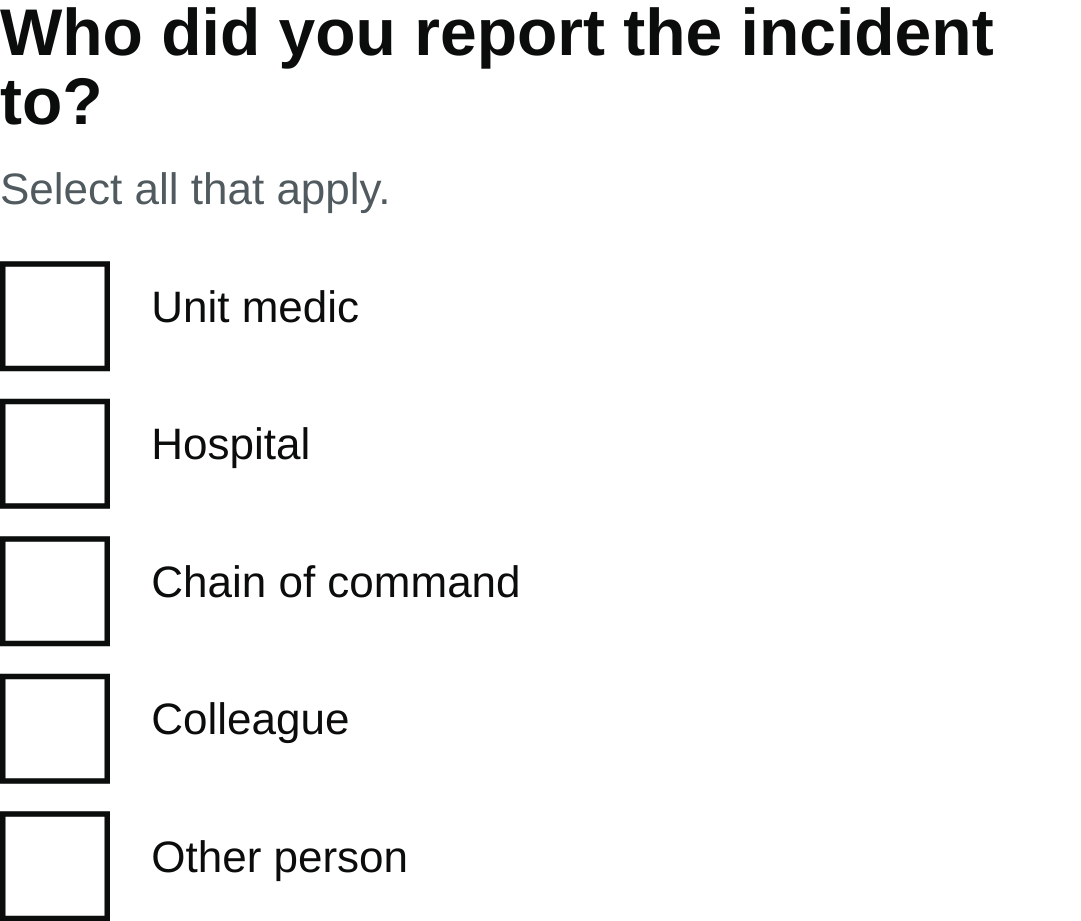 Who did you report the incident
to?
Select all that apply.
Unit medic
Hospital
Chain of command
Colleague
Other person